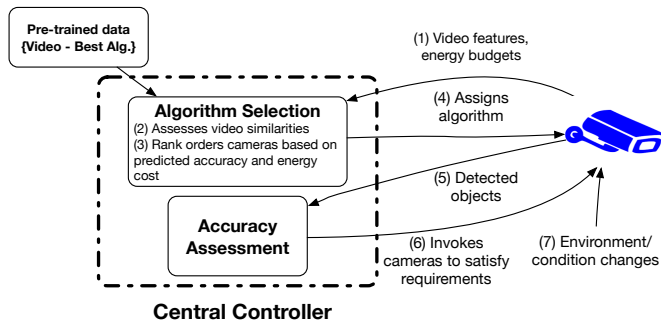 Pre-trained data
{Video - Best Alg.}
(1) Video features,
energy budgets
Algorithm Selection
(2) Assesses video similarities
(3) Rank orders cameras based on
predicted accuracy and energy
cost
(4) Assigns
algorithm
(5) Detected
objects
Accuracy
Assessment
(6) Invokes
cameras to satisfy
requirements
(7) Environment/
condition changes
Central Controller